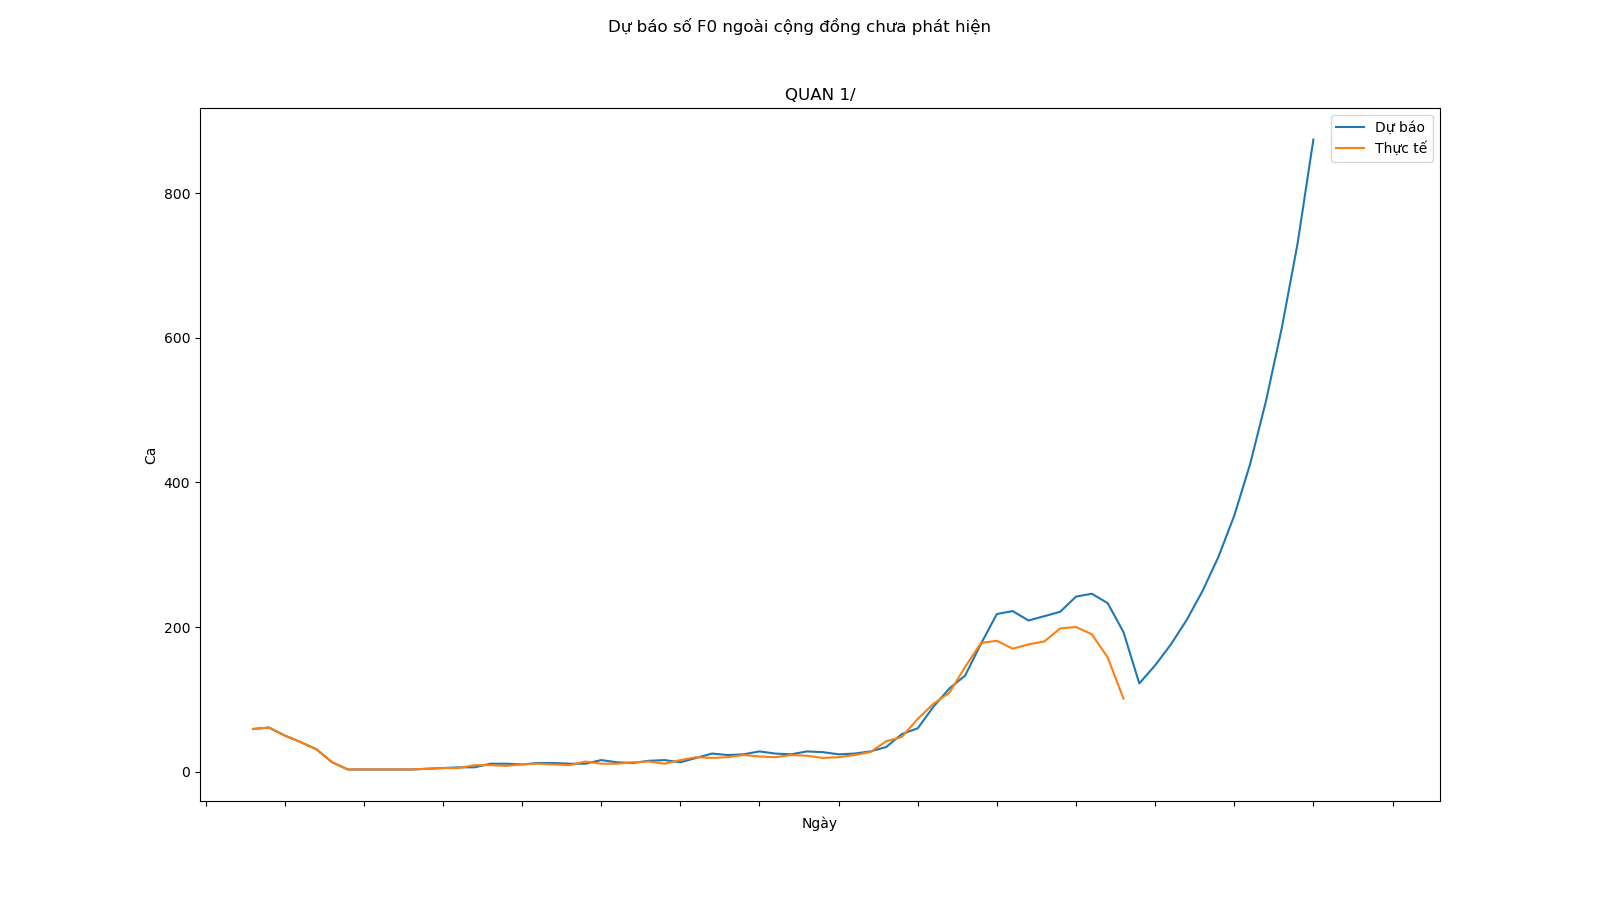 Dự báo số F0 ngoài cộng đồng chưa phát hiện
QUAN 1/
Dự báo
Thực tế
800
600
400
200
0
Ca
Ngày